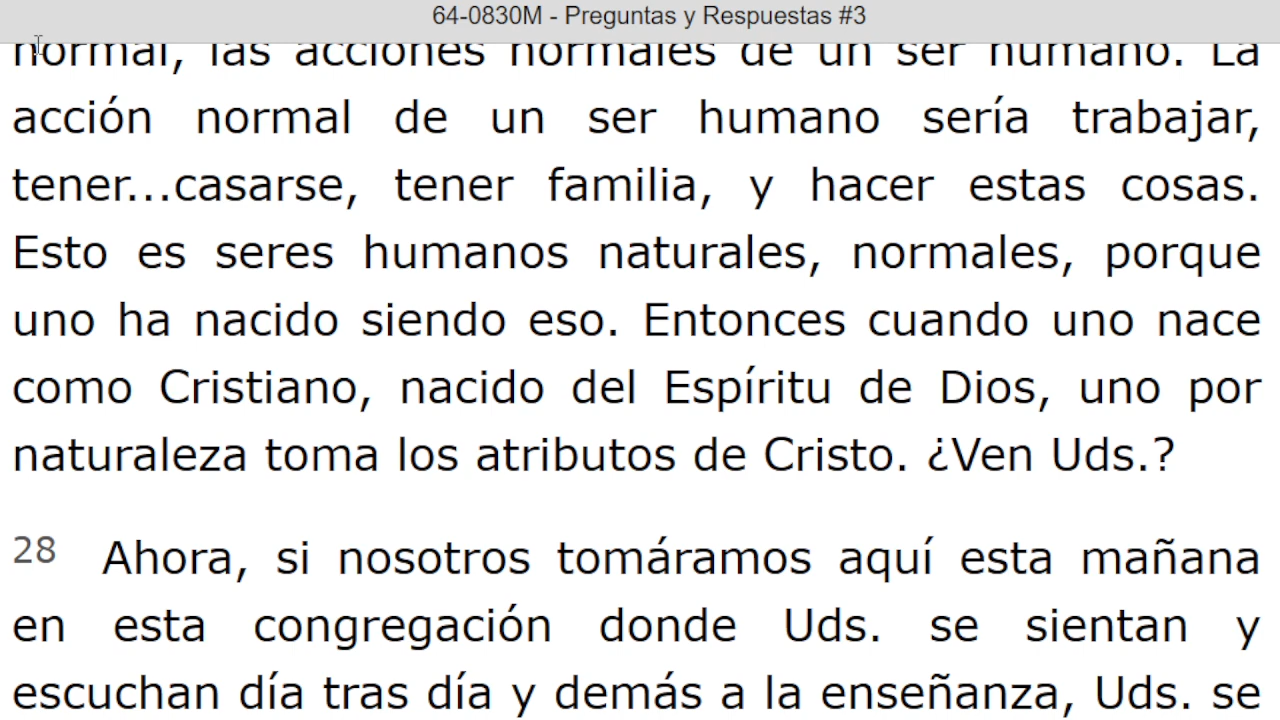 64-0830M - Preguntas y Respuestas #3
normal, las acciones normales de un ser humano. La
acción normal de un ser humano sería trabajar,
tener...casarse, tener familia, y hacer estas cosas.
Esto es seres humanos naturales, normales, porque
uno ha nacido siendo eso. Entonces cuando uno nace
como Cristiano, nacido del Espíritu de Dios, uno por
naturaleza toma los atributos de Cristo. ¿Ven Uds.?
28 Ahora, si nosotros tomáramos aquí esta mañana
en esta congregación donde Uds. se sientan y
escuchan día tras día y demás a la enseñanza, Uds. se